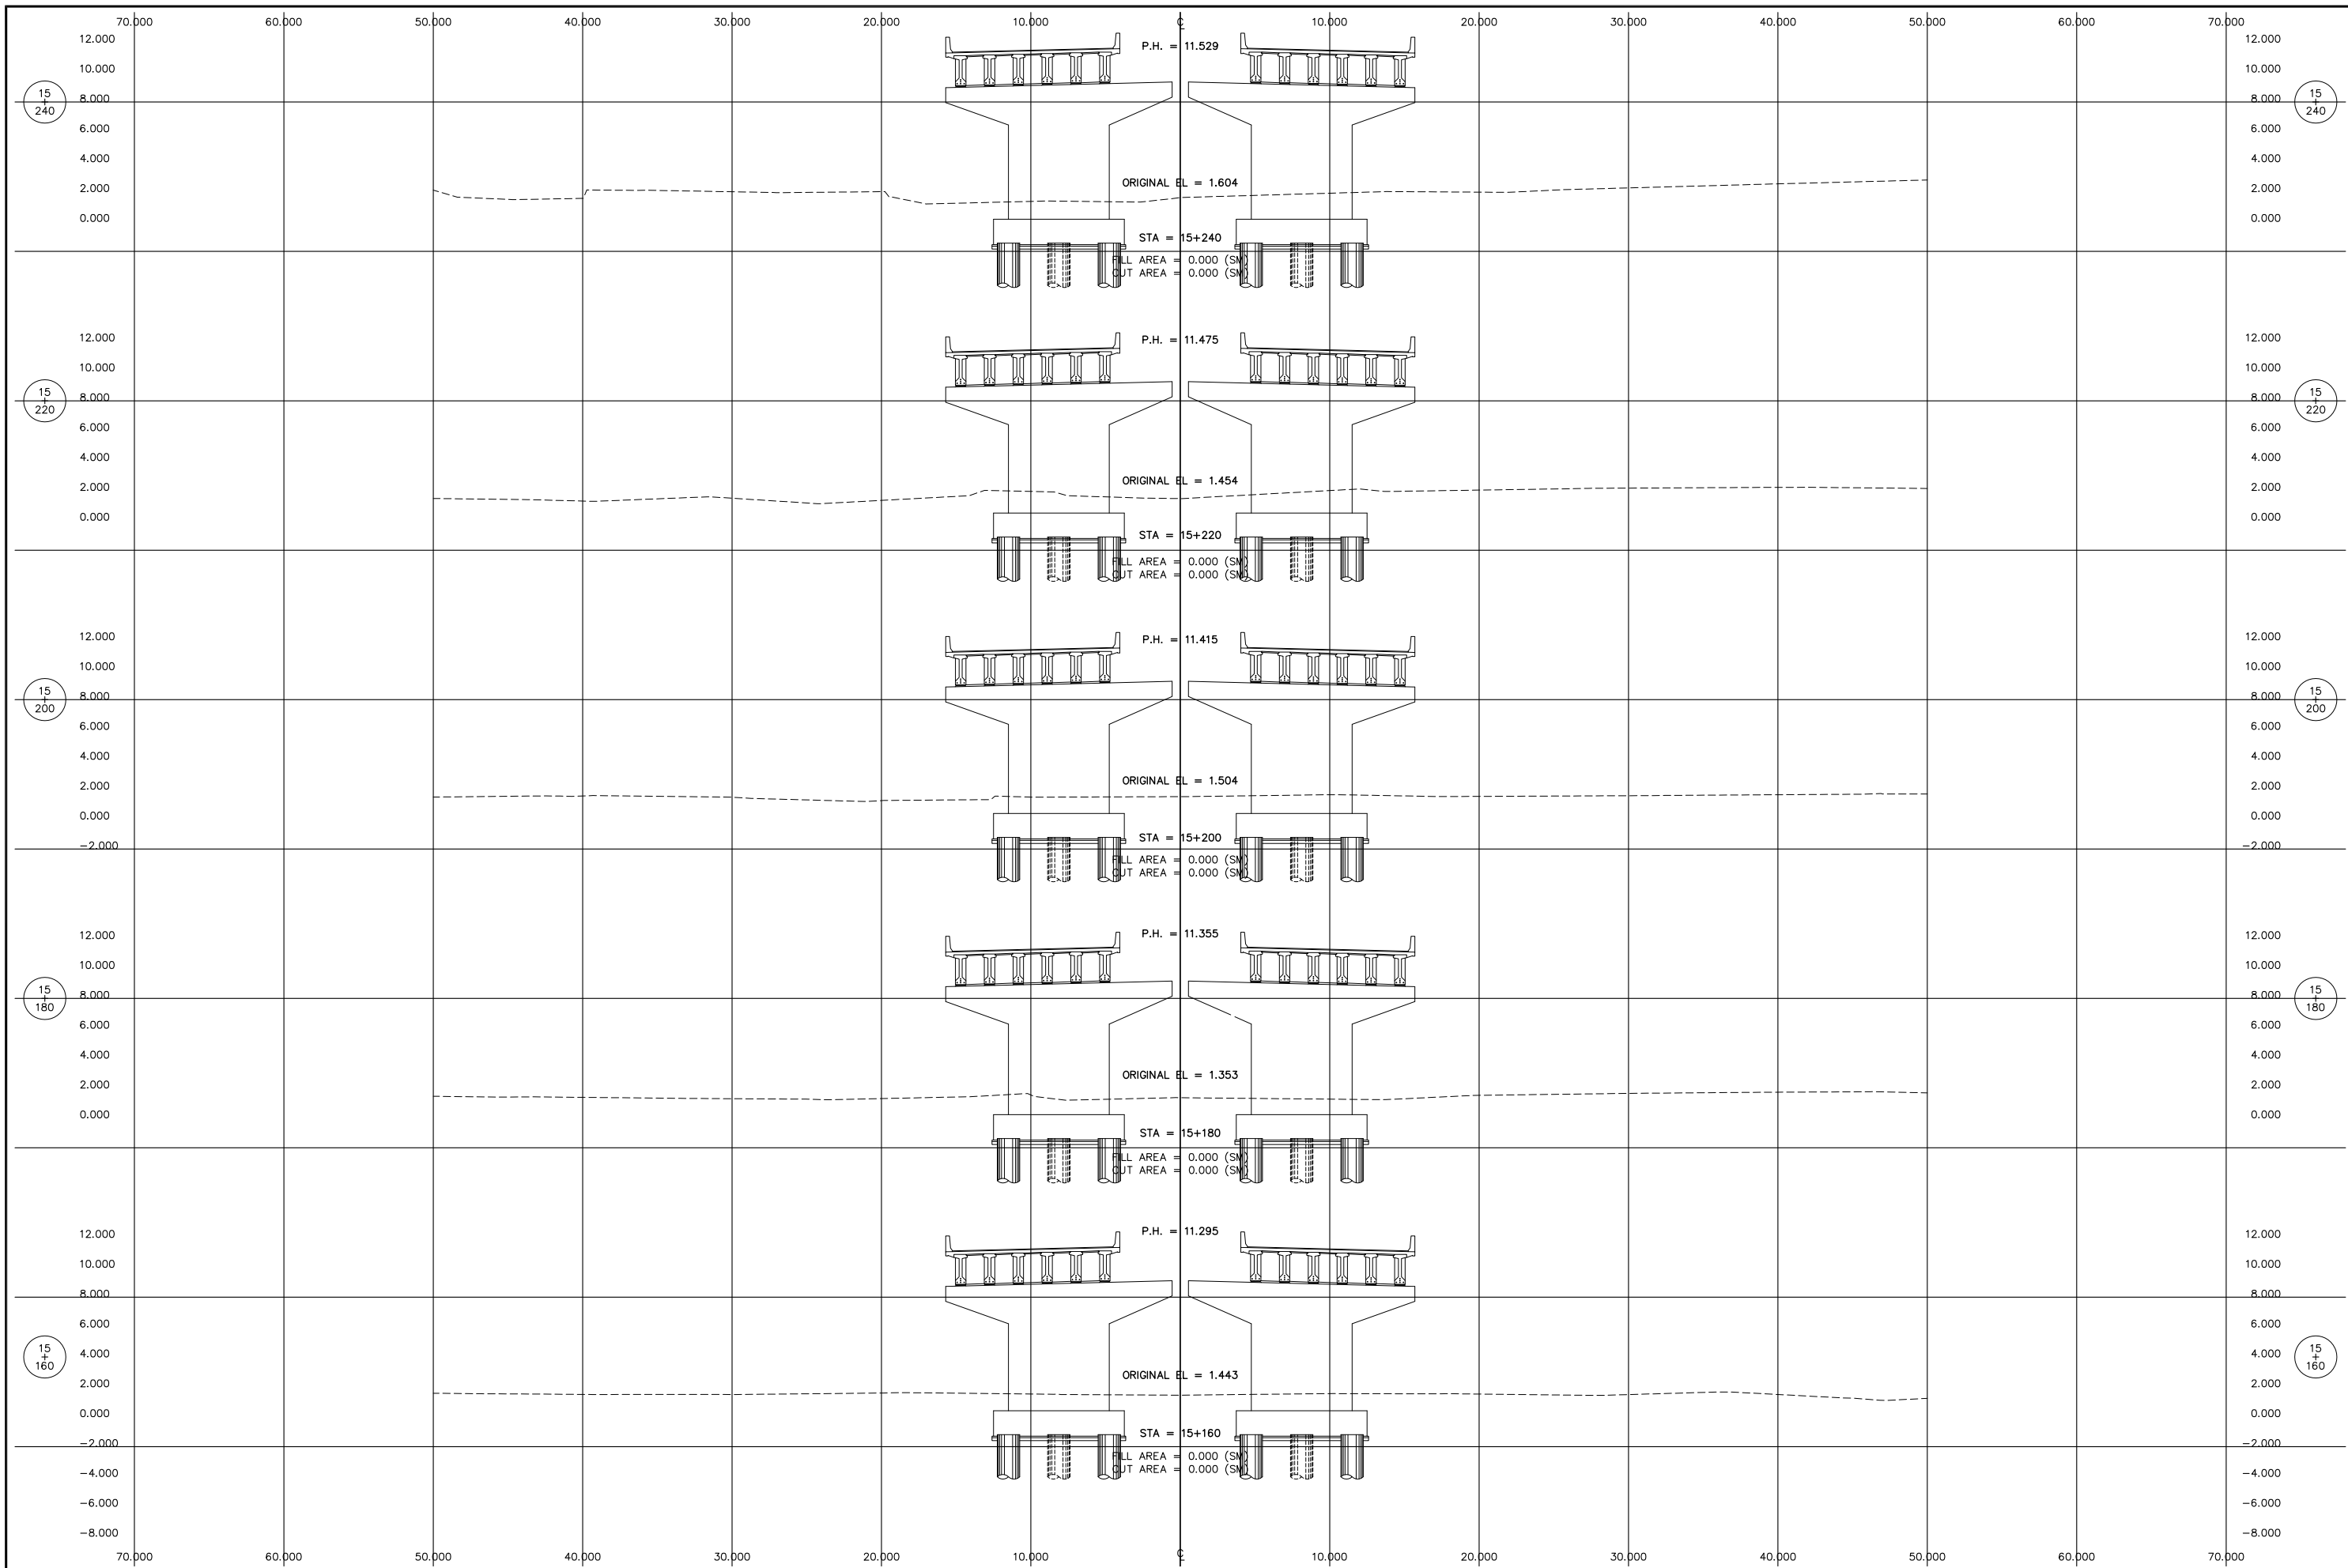 70.000 60.000 50.000 40.000 30.000 20.000 10.000 ℄ 10.000 20.000 30.000 40.000 50.000 60.000 70.000
12.000 P.H. = 11.529 12.000
10.000 10.000
15+240 8.000 8.000 15+240
6.000 6.000
4.000 4.000
2.000 ORIGINAL EL = 1.604 2.000
0.000 0.000
STA = 15+240
FILL AREA = 0.000 (SM)
CUT AREA = 0.000 (SM)
12.000 P.H. = 11.475 12.000
10.000 10.000
15+220 8.000 8.000 15+220
6.000 6.000
4.000 4.000
2.000 ORIGINAL EL = 1.454 2.000
0.000 0.000
STA = 15+220
FILL AREA = 0.000 (SM)
CUT AREA = 0.000 (SM)
12.000 P.H. = 11.415 12.000
10.000 10.000
15+200 8.000 8.000 15+200
6.000 6.000
4.000 4.000
2.000 ORIGINAL EL = 1.504 2.000
0.000 0.000
−2.000 STA = 15+200 −2.000
FILL AREA = 0.000 (SM)
CUT AREA = 0.000 (SM)
12.000 P.H. = 11.355 12.000
10.000 10.000
15+180 8.000 8.000 15+180
6.000 6.000
4.000 4.000
2.000 ORIGINAL EL = 1.353 2.000
0.000 0.000
STA = 15+180
FILL AREA = 0.000 (SM)
CUT AREA = 0.000 (SM)
12.000 P.H. = 11.295 12.000
10.000 10.000
8.000 8.000
6.000 6.000
15+160 4.000 4.000 15+160
2.000 ORIGINAL EL = 1.443 2.000
0.000 0.000
−2.000 STA = 15+160 −2.000
FILL AREA = 0.000 (SM)
CUT AREA = 0.000 (SM)
−4.000 −4.000
−6.000 −6.000
−8.000 −8.000
70.000 60.000 50.000 40.000 30.000 20.000 10.000 ℄ 10.000 20.000 30.000 40.000 50.000 60.000 70.000